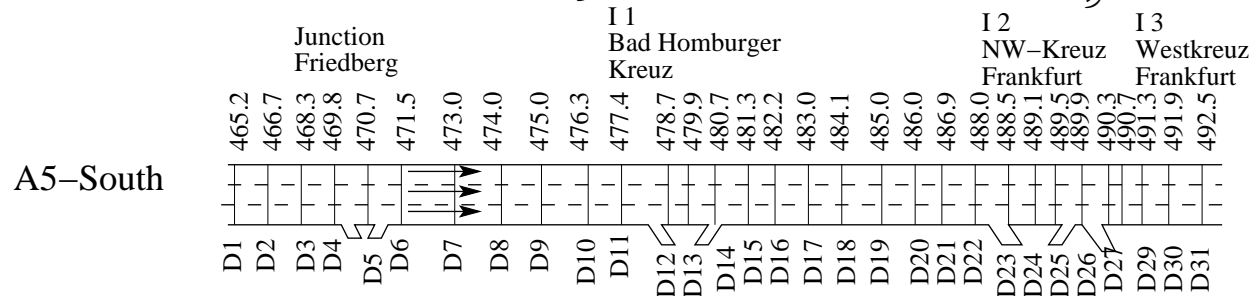 I 1
Bad Homburger
Kreuz
I 2
NW−Kreuz
Frankfurt
I 3
Westkreuz
Frankfurt
Junction
Friedberg
465.2
466.7
468.3
469.8
470.7
471.5
473.0
474.0
475.0
476.3
477.4
478.7
479.9
480.7
481.3
482.2
483.0
484.1
485.0
486.0
486.9
488.0
488.5
489.1
489.5
489.9
490.3
490.7
491.3
491.9
492.5
A5−South
D1
D2
D3
D4
D5
D6
D7
D8
D9
D10
D11
D12
D13
D14
D15
D16
D17
D18
D19
D20
D21
D22
D23
D24
D25
D26
D27
D29
D30
D31